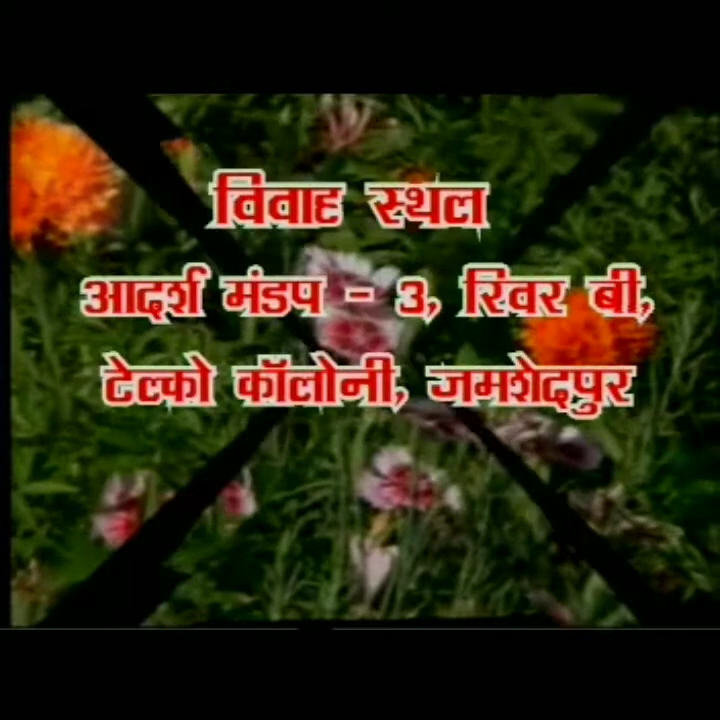 विवाह स्थल
आदर्श मंडप - 3, रिवर बी,
टेल्को कॉलोनी, जमशेदपुर